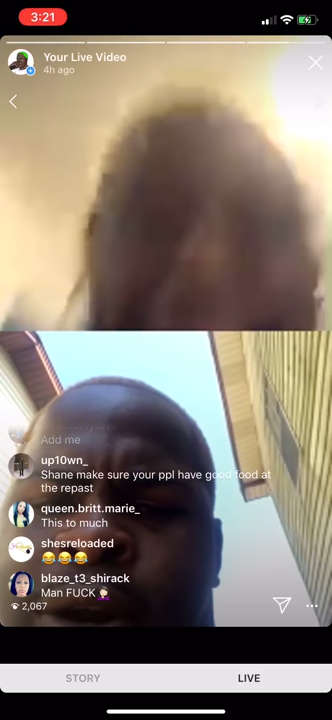 3:21
Your Live Video
4h ago
Add me
up10wn_
Shane make sure your ppl have good food at
the repast
queen.britt.marie_
This to much
shesreloaded
😂😂😂
blaze_t3_shirack
Man FUCK🤦🏻‍♀️
2,067
STORY
LIVE